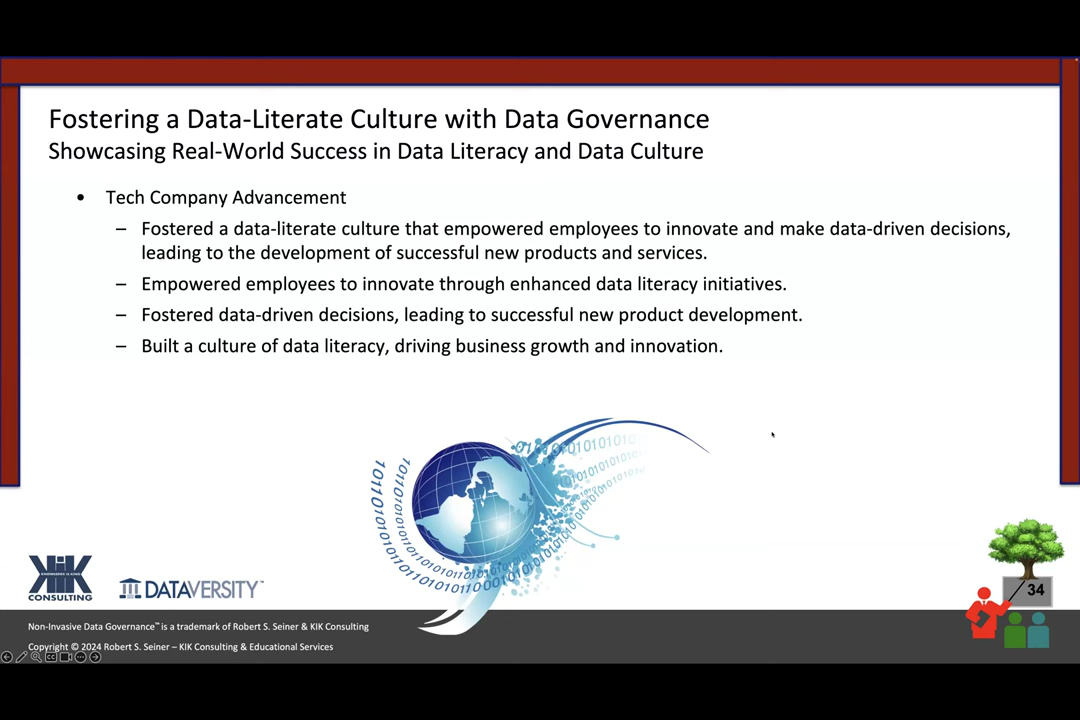 Fostering a Data-Literate Culture with Data Governance
Showcasing Real-World Success in Data Literacy and Data Culture
• Tech Company Advancement
– Fostered a data-literate culture that empowered employees to innovate and make data-driven decisions,
leading to the development of successful new products and services.
– Empowered employees to innovate through enhanced data literacy initiatives.
– Fostered data-driven decisions, leading to successful new product development.
– Built a culture of data literacy, driving business growth and innovation.
KIK
KNOWLEDGE IS KING
CONSULTING
DATAVERSITY™
34
Non-Invasive Data Governance™ is a trademark of Robert S. Seiner & KIK Consulting
Copyright © 2024 Robert S. Seiner – KIK Consulting & Educational Services